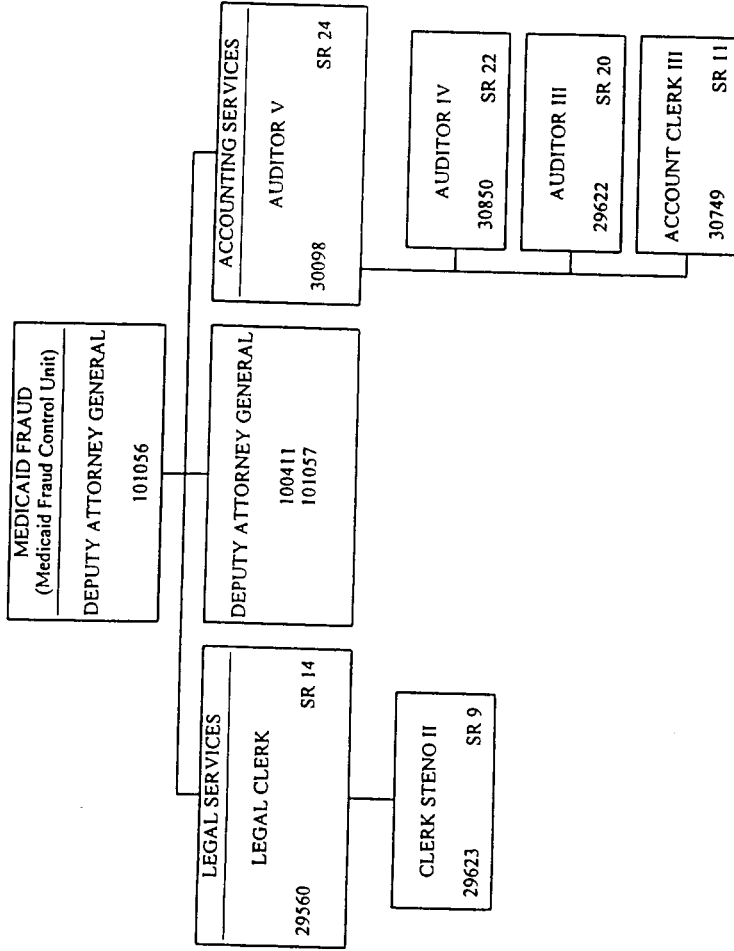 MEDICAID FRAUD
(Medicaid Fraud Control Unit)
DEPUTY ATTORNEY GENERAL
101056
LEGAL SERVICES
LEGAL CLERK
29560 SR 14
CLERK STENO II
29623 SR 9
DEPUTY ATTORNEY GENERAL
100411
101057
ACCOUNTING SERVICES
AUDITOR V
30098 SR 24
AUDITOR IV
30850 SR 22
AUDITOR III
29622 SR 20
ACCOUNT CLERK III
30749 SR 11